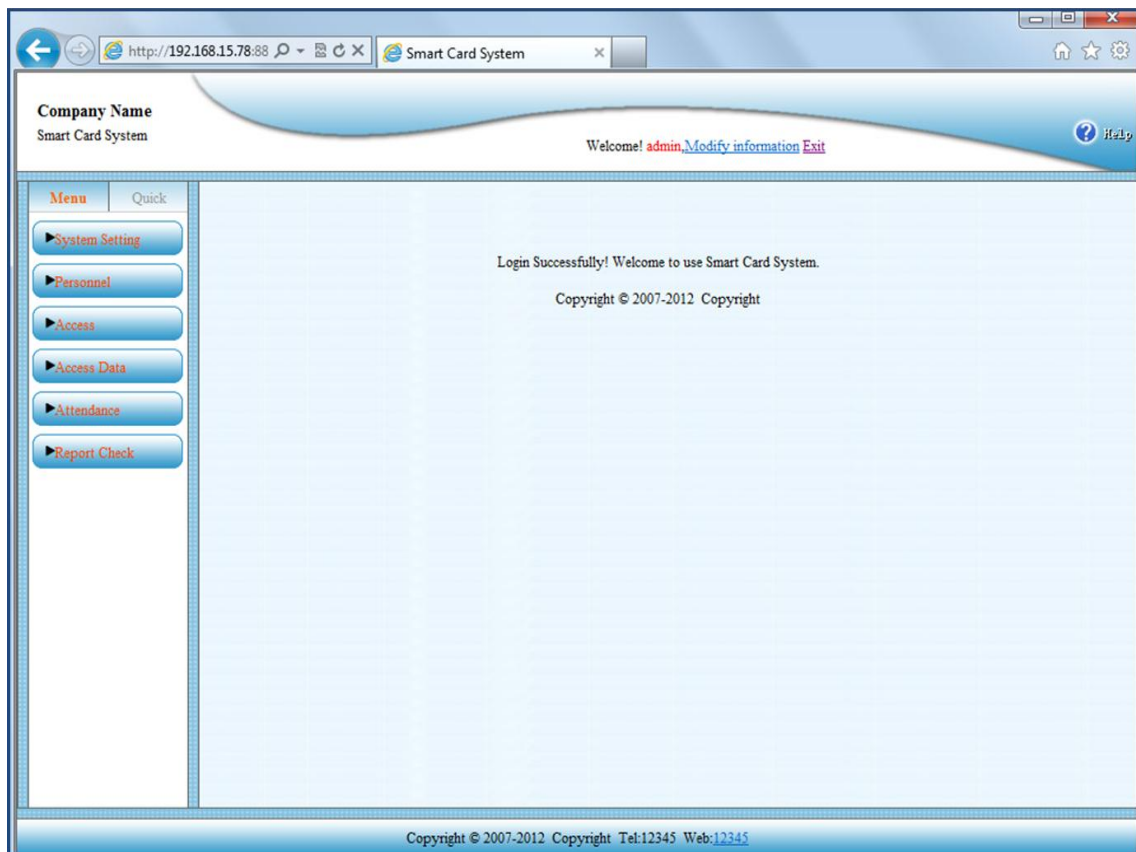 http://192.168.15.78:88
Smart Card System
Company Name
Smart Card System
Welcome! admin,Modify information Exit
Help
Menu Quick
System Setting
Personnel
Access
Access Data
Attendance
Report Check
Login Successfully! Welcome to use Smart Card System.
Copyright © 2007-2012 Copyright
Copyright © 2007-2012 Copyright Tel:12345 Web:12345